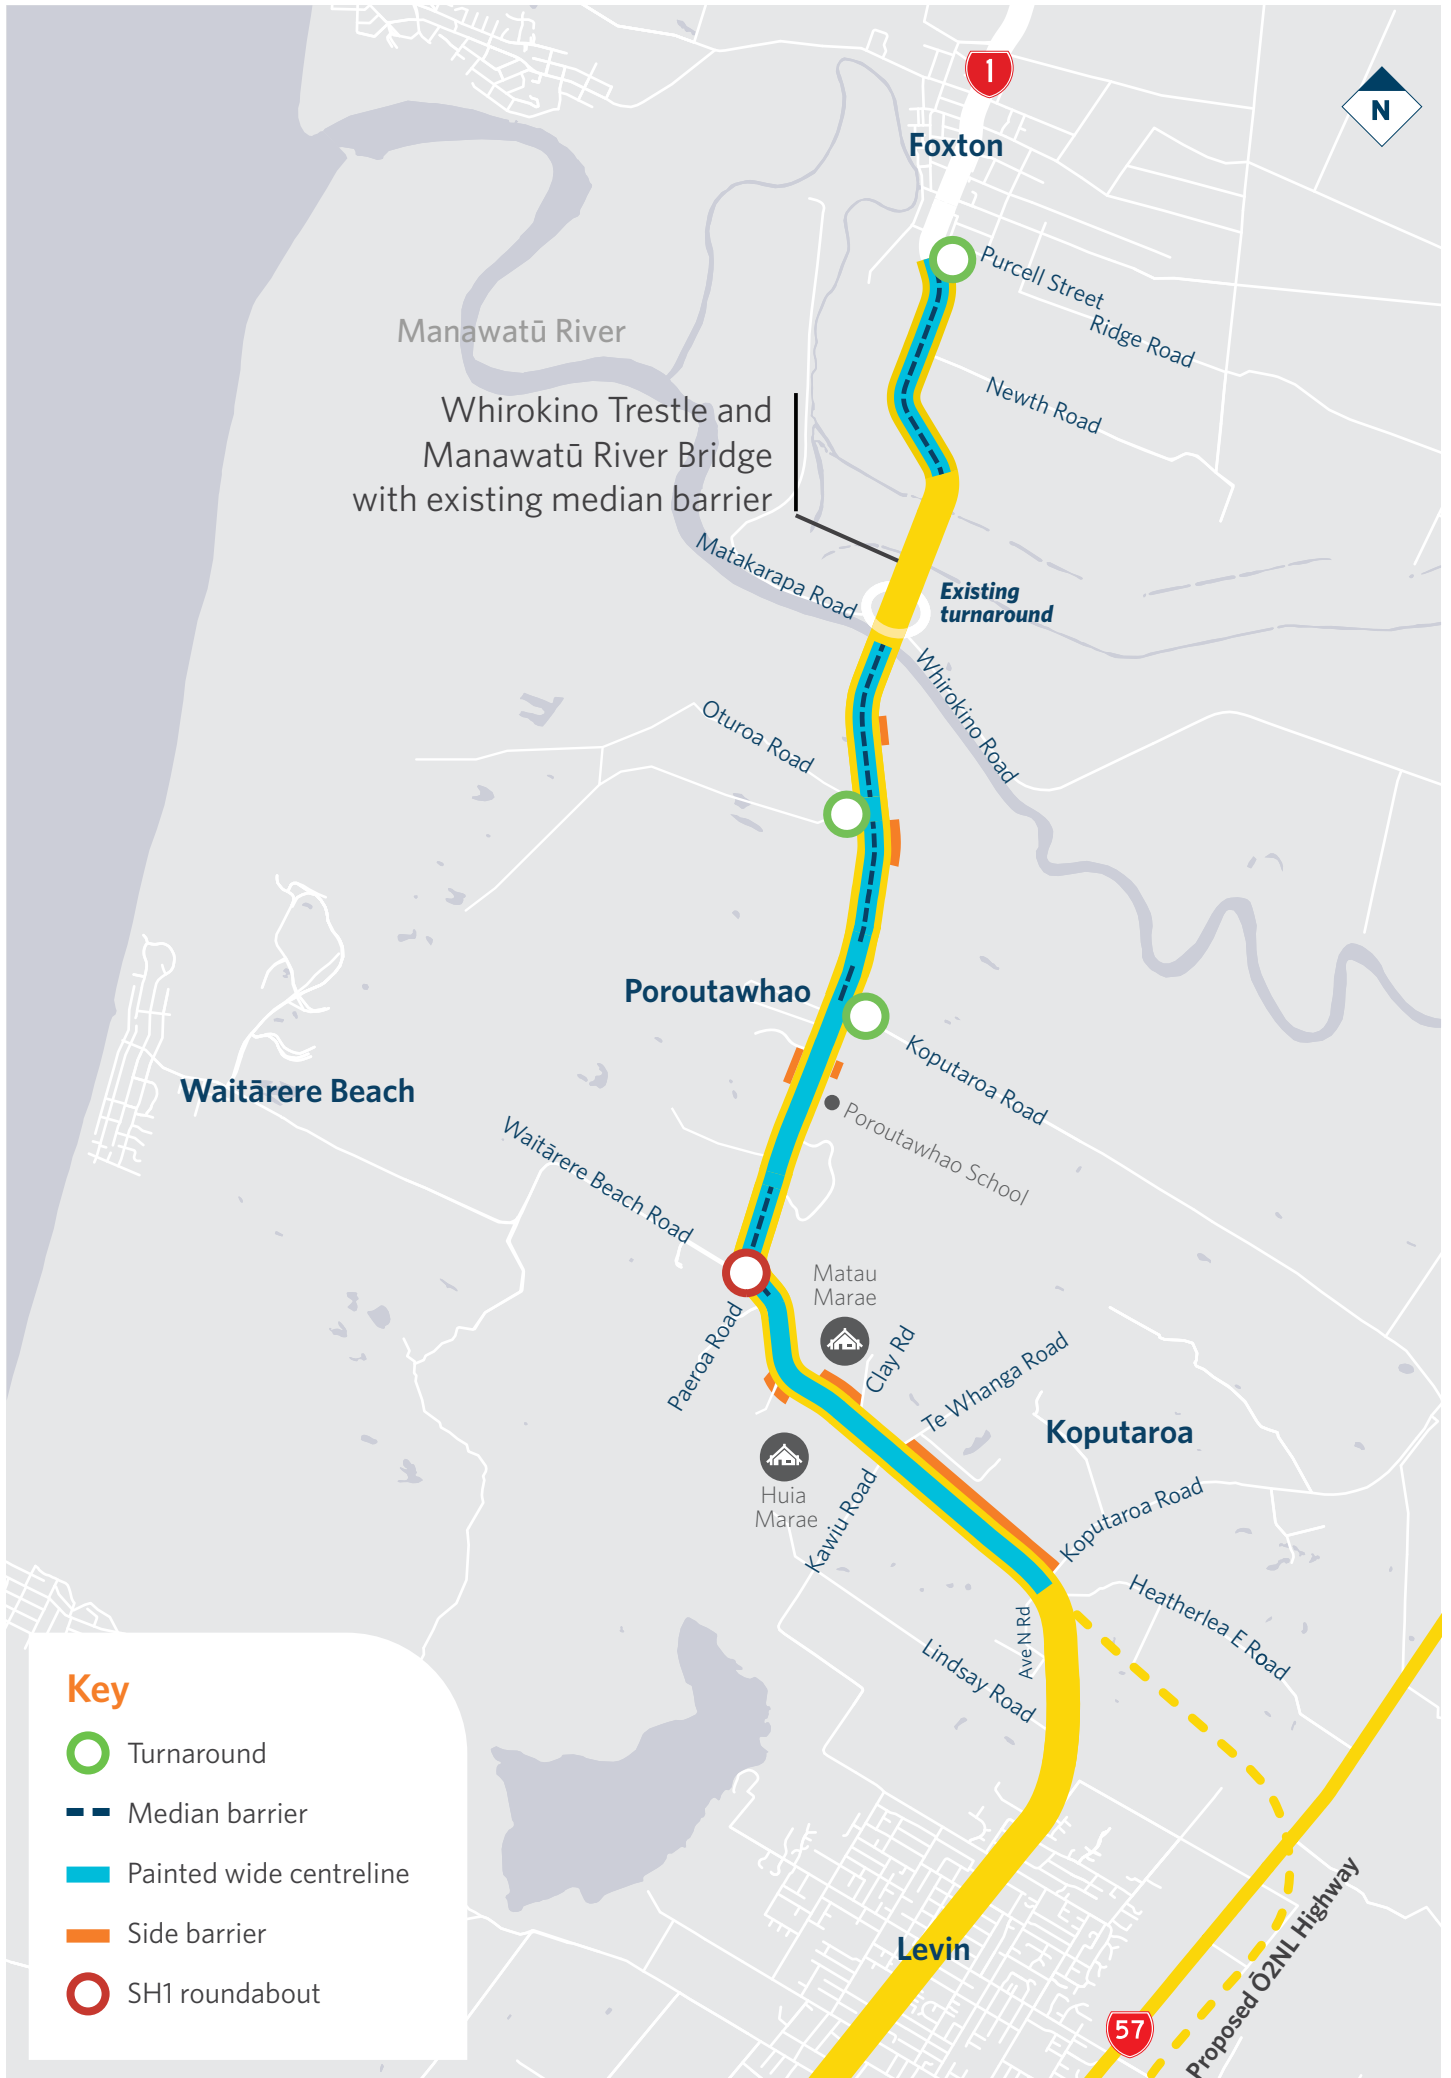 1
N
Foxton
Purcell Street
Ridge Road
Manawatū River
Newth Road
Whirokino Trestle and
Manawatū River Bridge
with existing median barrier
Matakarapa Road
Existing
turnaround
Whirokino Road
Oturoa Road
Poroutawhao
Koputaroa Road
Waitārere Beach
Poroutawhao School
Waitārere Beach Road
Matau
Marae
Paeroa Road
Clay Rd
Te Whanga Road
Koputaroa
Huia
Marae
Kawiu Road
Koputaroa Road
Heatherlea E Road
Ave N Rd
Lindsay Road
Key
Turnaround
Median barrier
Painted wide centreline
Side barrier
SH1 roundabout
Levin
57
Proposed Ō2NL Highway